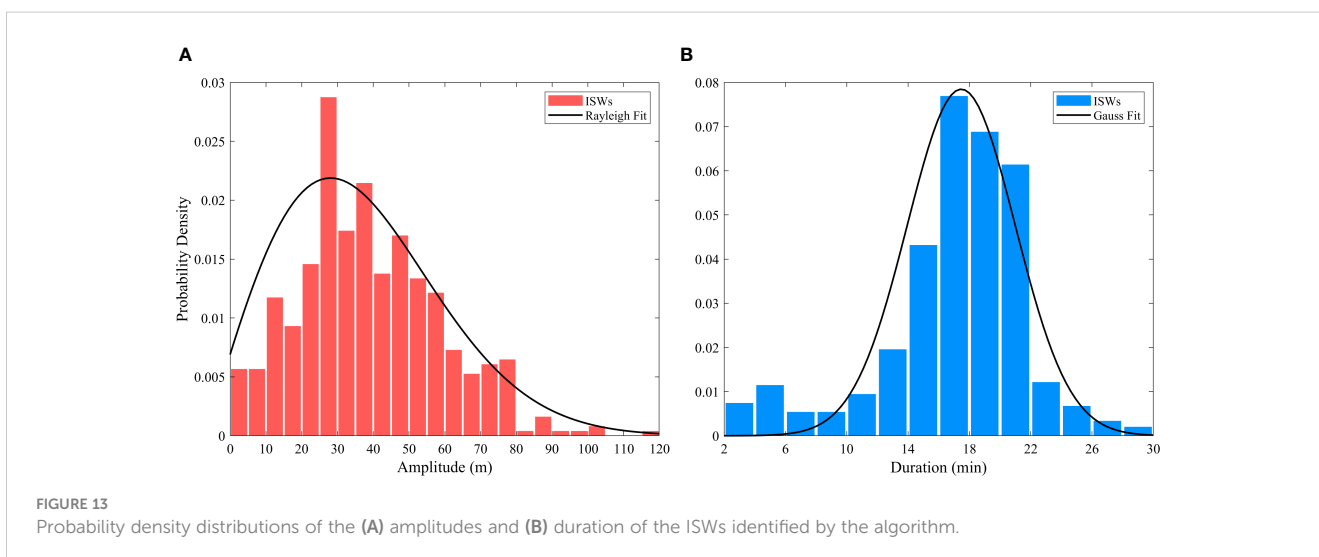 A
B
0.03
0.025
0.02
0.015
0.01
0.005
0
Probability Density
ISWs
Rayleigh Fit
0 10 20 30 40 50 60 70 80 90 100 110 120
Amplitude (m)
0.08
0.07
0.06
0.05
0.04
0.03
0.02
0.01
0
ISWs
Gauss Fit
2 6 10 14 18 22 26 30
Duration (min)
FIGURE 13
Probability density distributions of the (A) amplitudes and (B) duration of the ISWs identified by the algorithm.